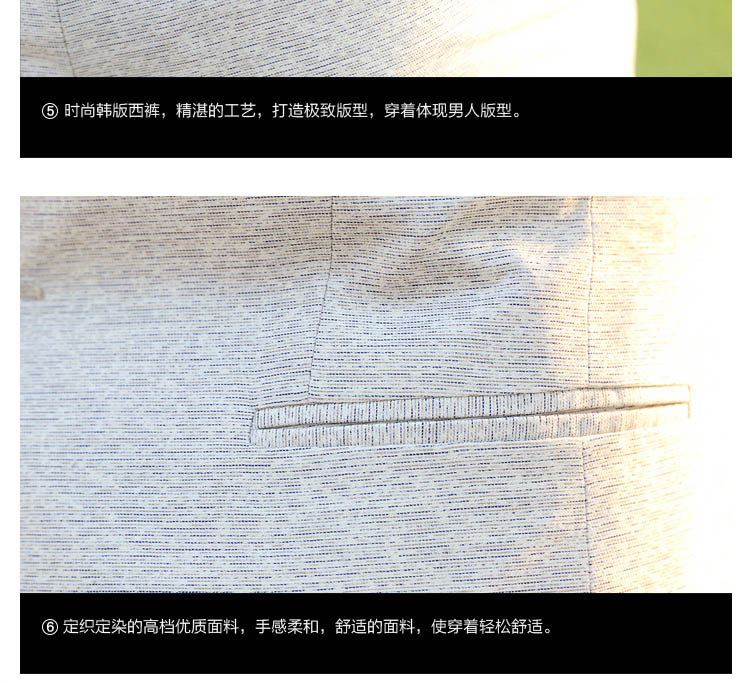 ⑤ 时尚韩版西裤，精湛的工艺，打造极致版型，穿着体现男人版型。
⑥ 定织定染的高档优质面料，手感柔和，舒适的面料，使穿着轻松舒适。